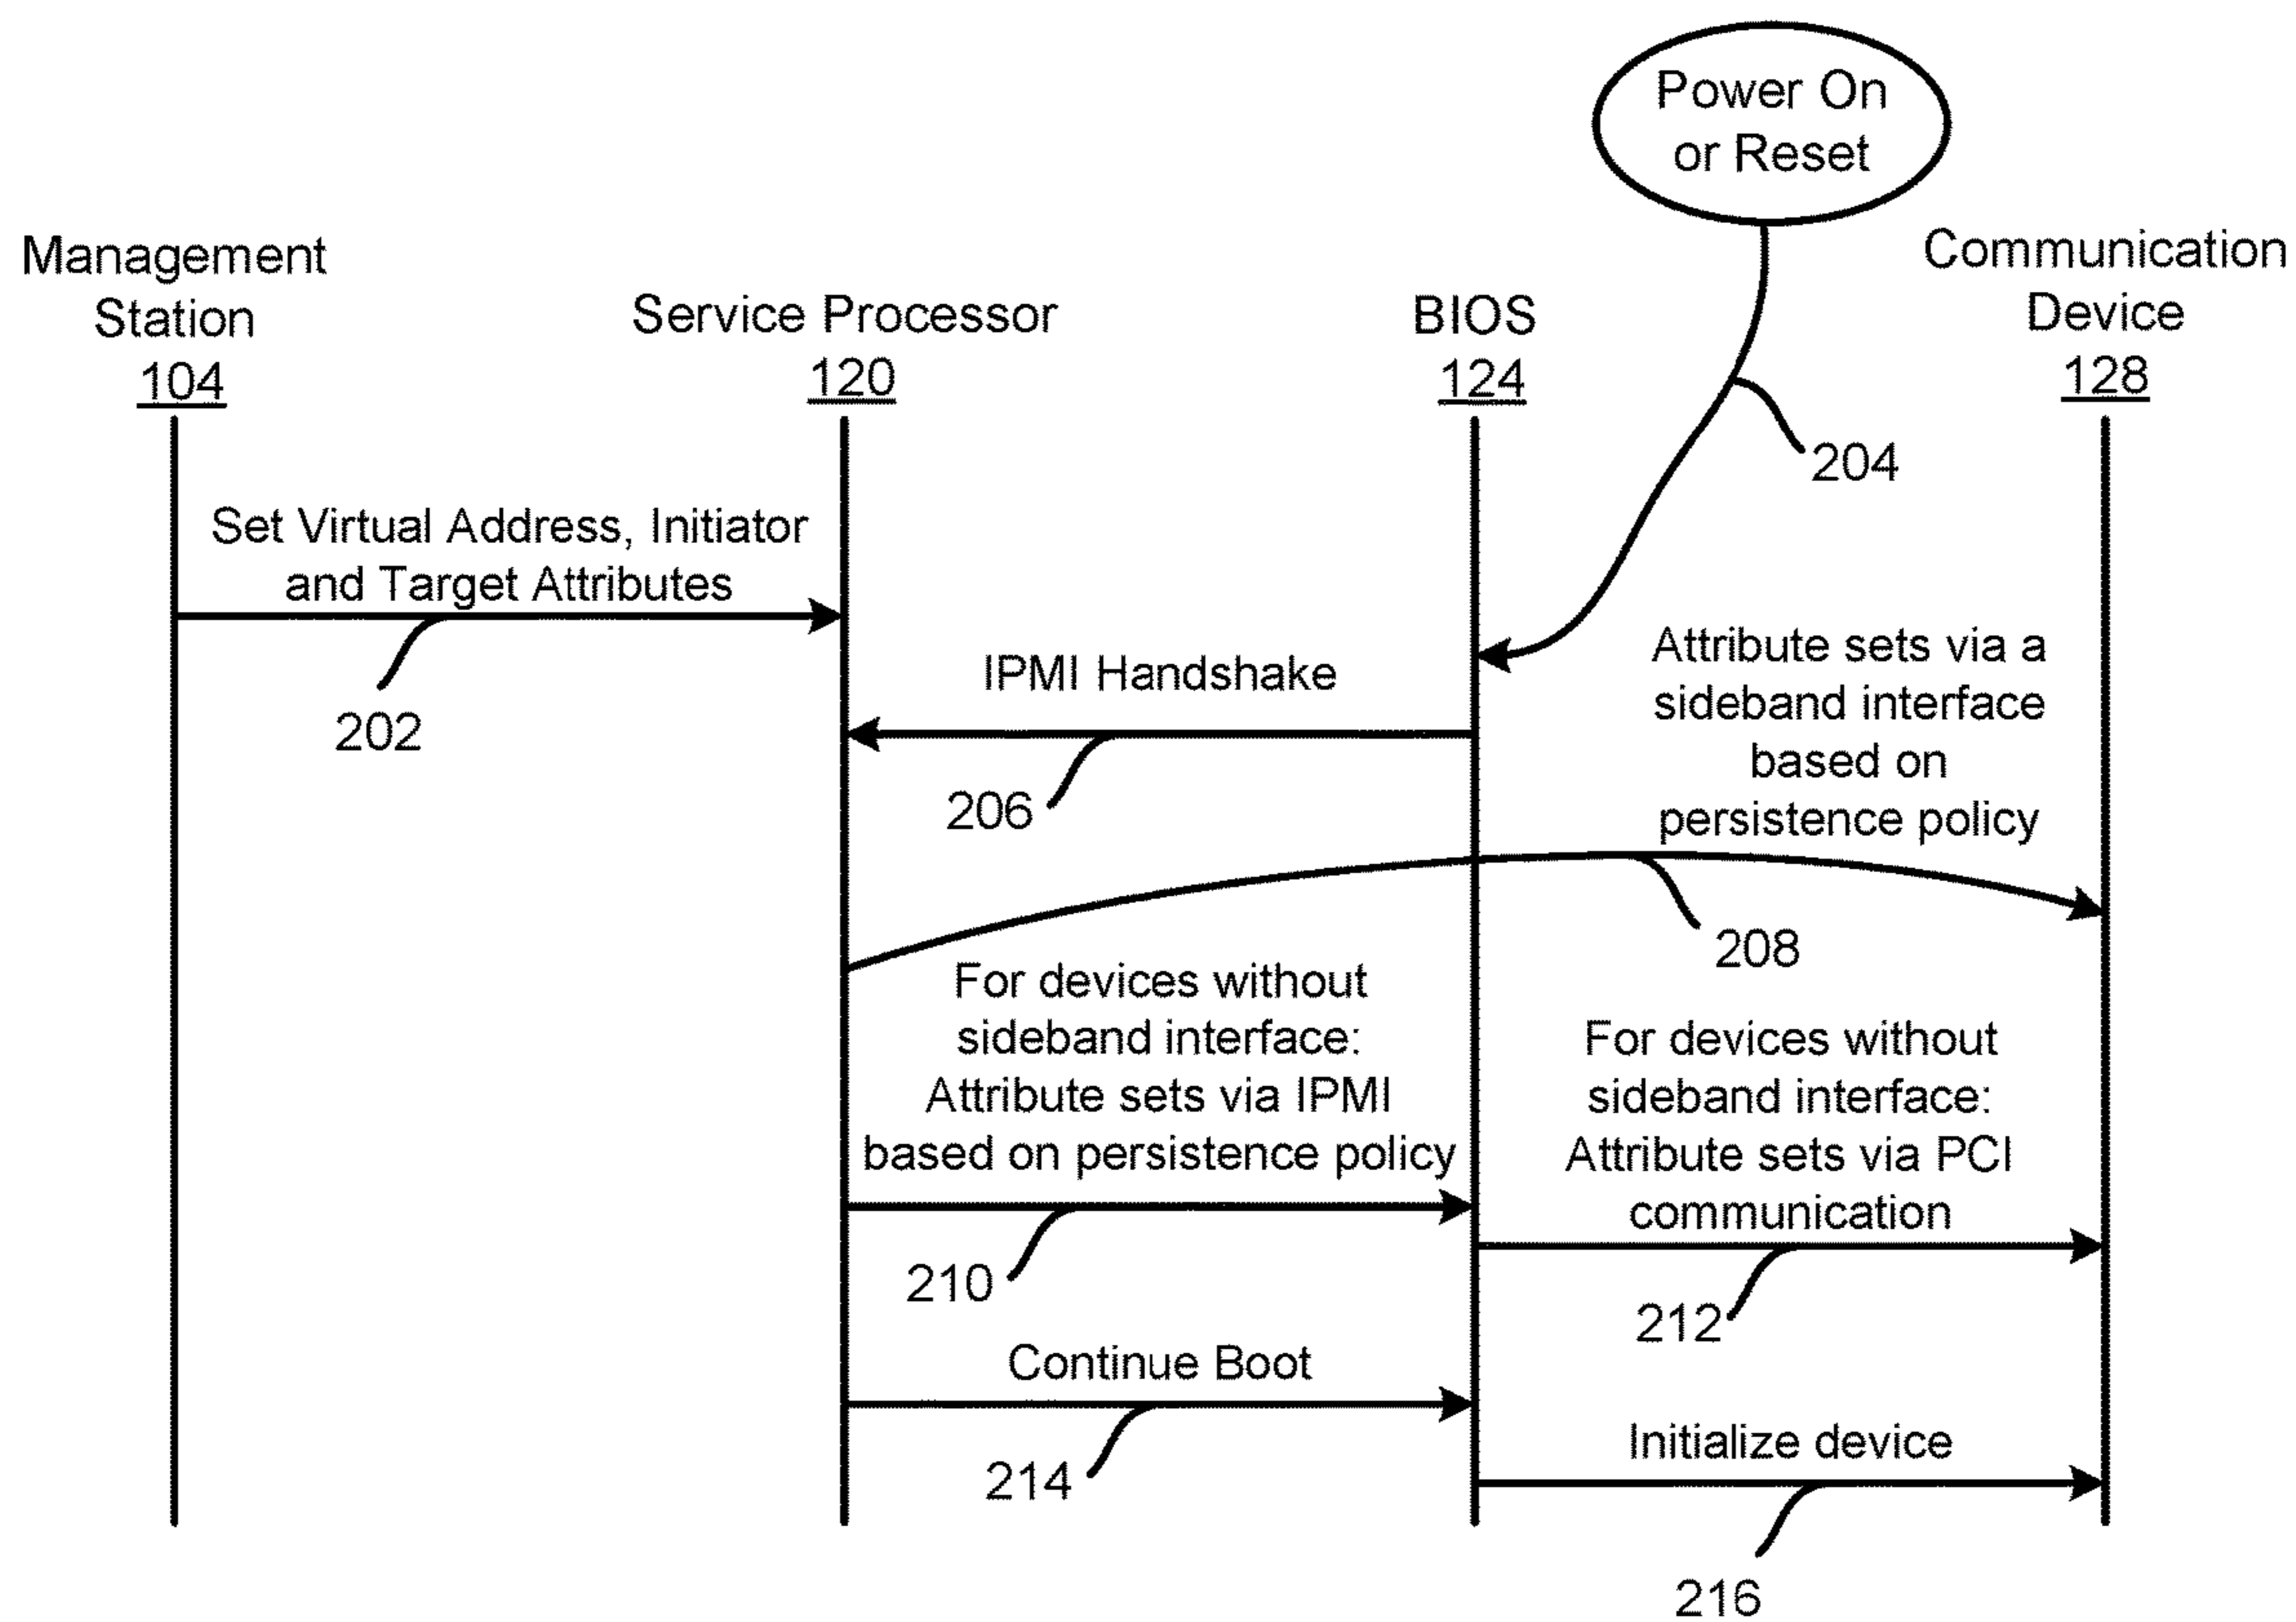 Power On
or Reset
Management
Station
104
Service Processor
120
BIOS
124
Communication
Device
128
204
Set Virtual Address, Initiator
and Target Attributes
202
IPMI Handshake
206
Attribute sets via a
sideband interface
based on
persistence policy
208
For devices without
sideband interface:
Attribute sets via IPMI
based on persistence policy
210
For devices without
sideband interface:
Attribute sets via PCI
communication
212
Continue Boot
214
Initialize device
216